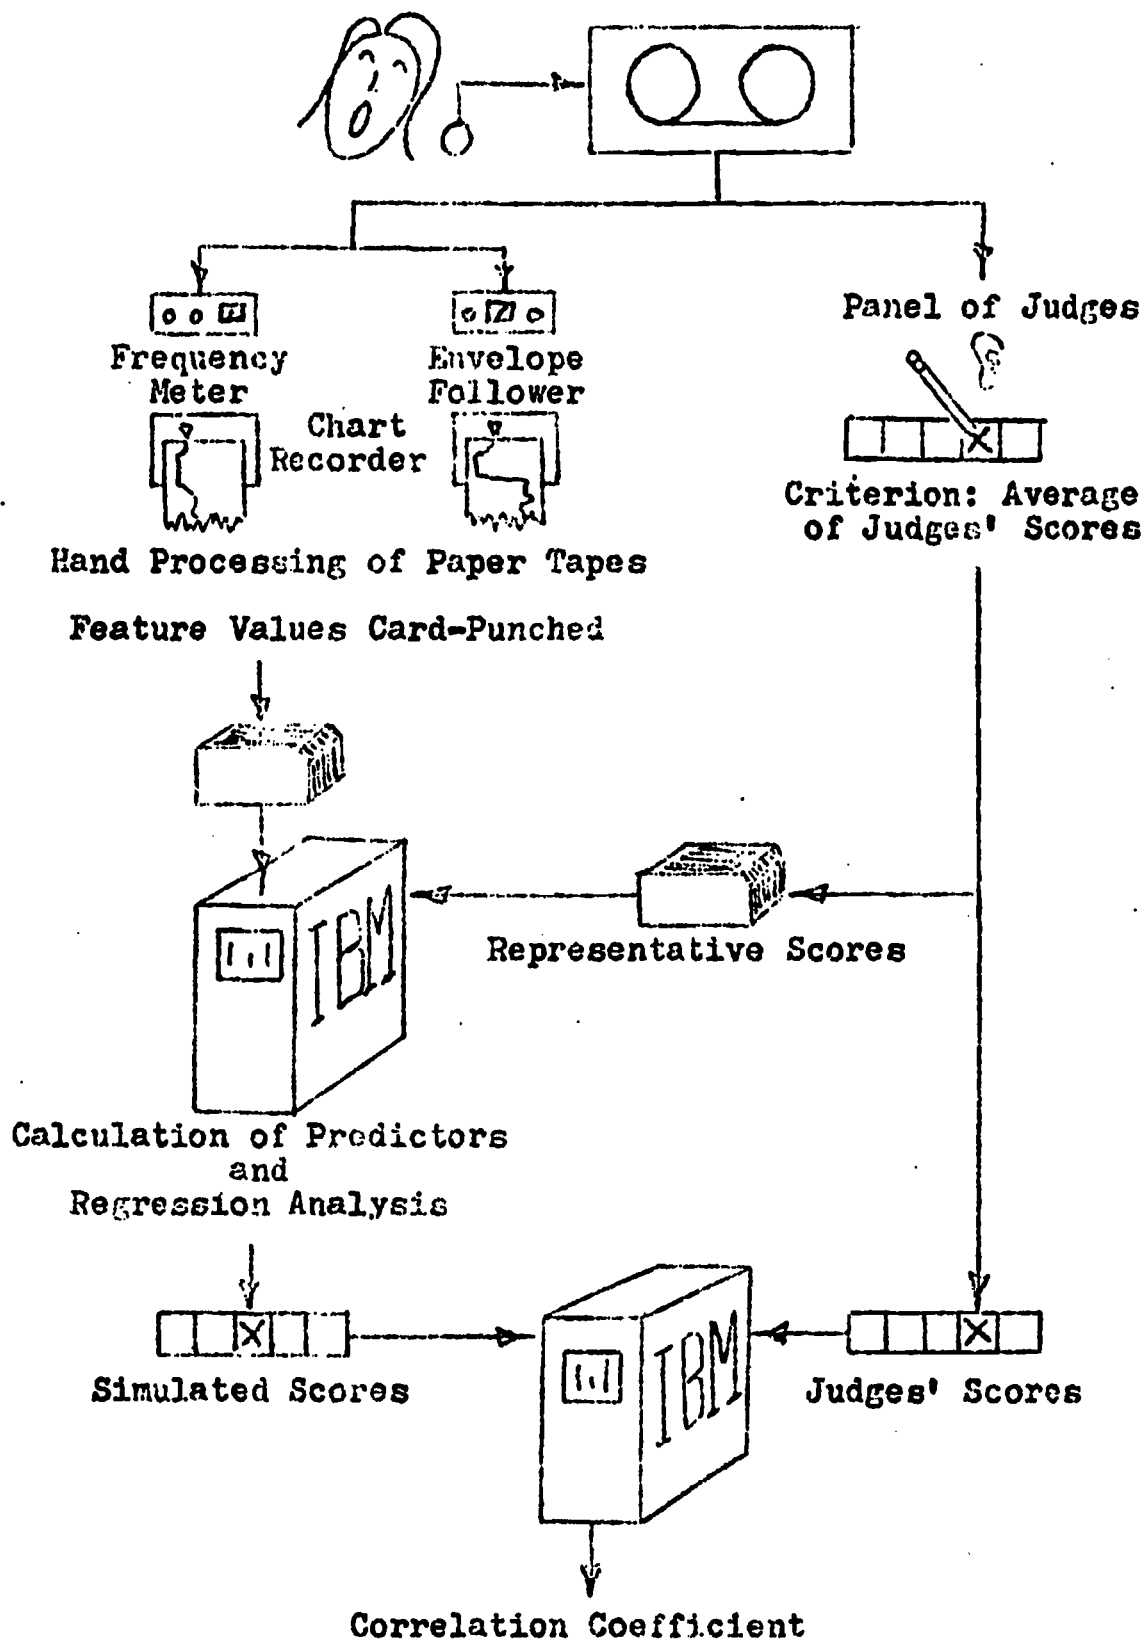 Panel of Judges
Frequency
Meter
Envelope
Follower
Chart
Recorder
Criterion: Average
of Judges' Scores
Hand Processing of Paper Tapes
Feature Values Card-Punched
IBM
Representative Scores
Calculation of Predictors
and
Regression Analysis
Simulated Scores
IBM
Judges' Scores
Correlation Coefficient